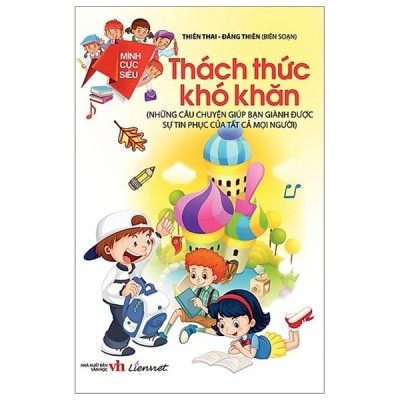 THIÊN THAI - ĐĂNG THIÊN (BIÊN SOẠN)
MÌNH
CỰC
SIÊU
Thách thức
khó khăn
(NHỮNG CÂU CHUYỆN GIÚP BẠN GIÀNH ĐƯỢC
SỰ TIN PHỤC CỦA TẤT CẢ MỌI NGƯỜI)
NHÀ XUẤT BẢN
VĂN HỌC
vh
Liennet